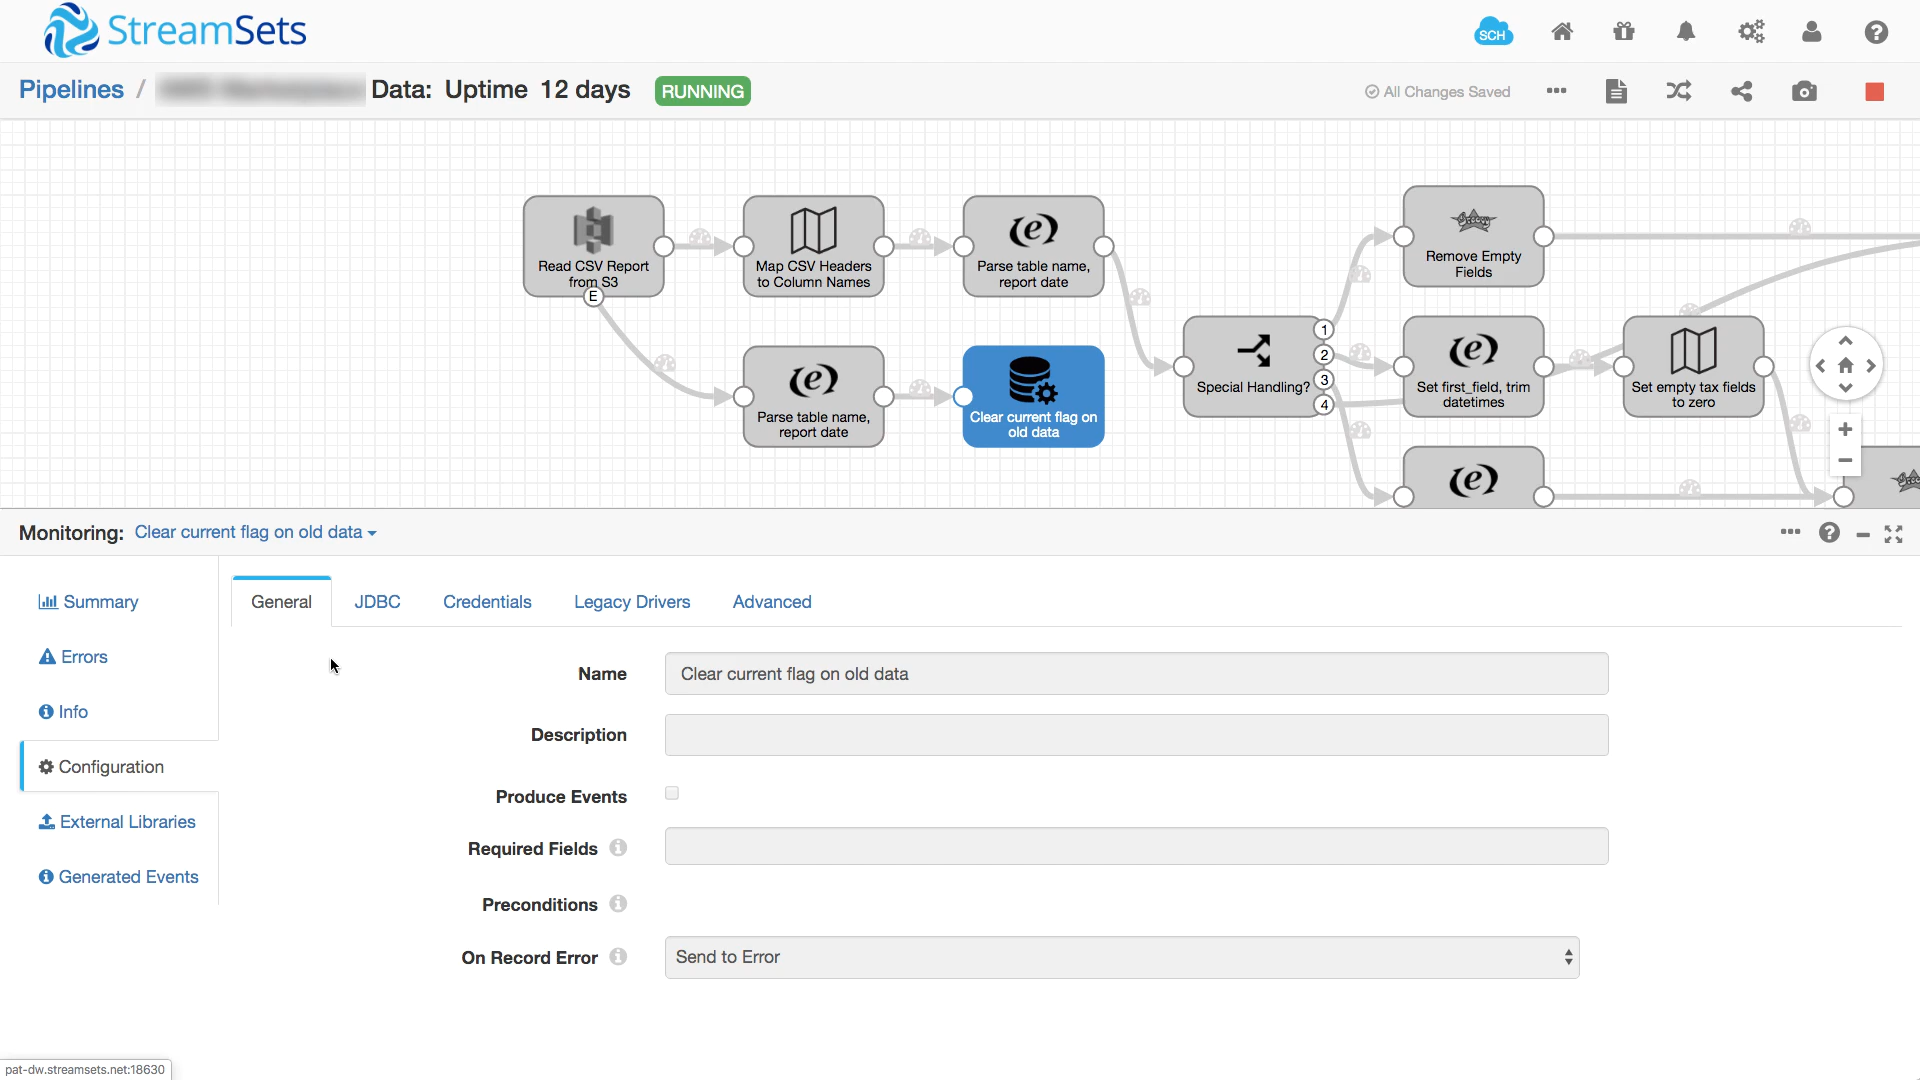 StreamSets
SCH
Pipelines / Data: Uptime 12 days RUNNING
All Changes Saved
Read CSV Report
from S3
E
Map CSV Headers
to Column Names
Parse table name,
report date
Parse table name,
report date
Clear current flag on
old data
Special Handling?
1
2
3
4
Remove Empty
Fields
Set first_field, trim
datetimes
Set empty tax fields
to zero
Monitoring: Clear current flag on old data
Summary
Errors
Info
Configuration
External Libraries
Generated Events
General JDBC Credentials Legacy Drivers Advanced
Name Clear current flag on old data
Description
Produce Events
Required Fields
Preconditions
On Record Error Send to Error
pat-dw.streamsets.net:18630